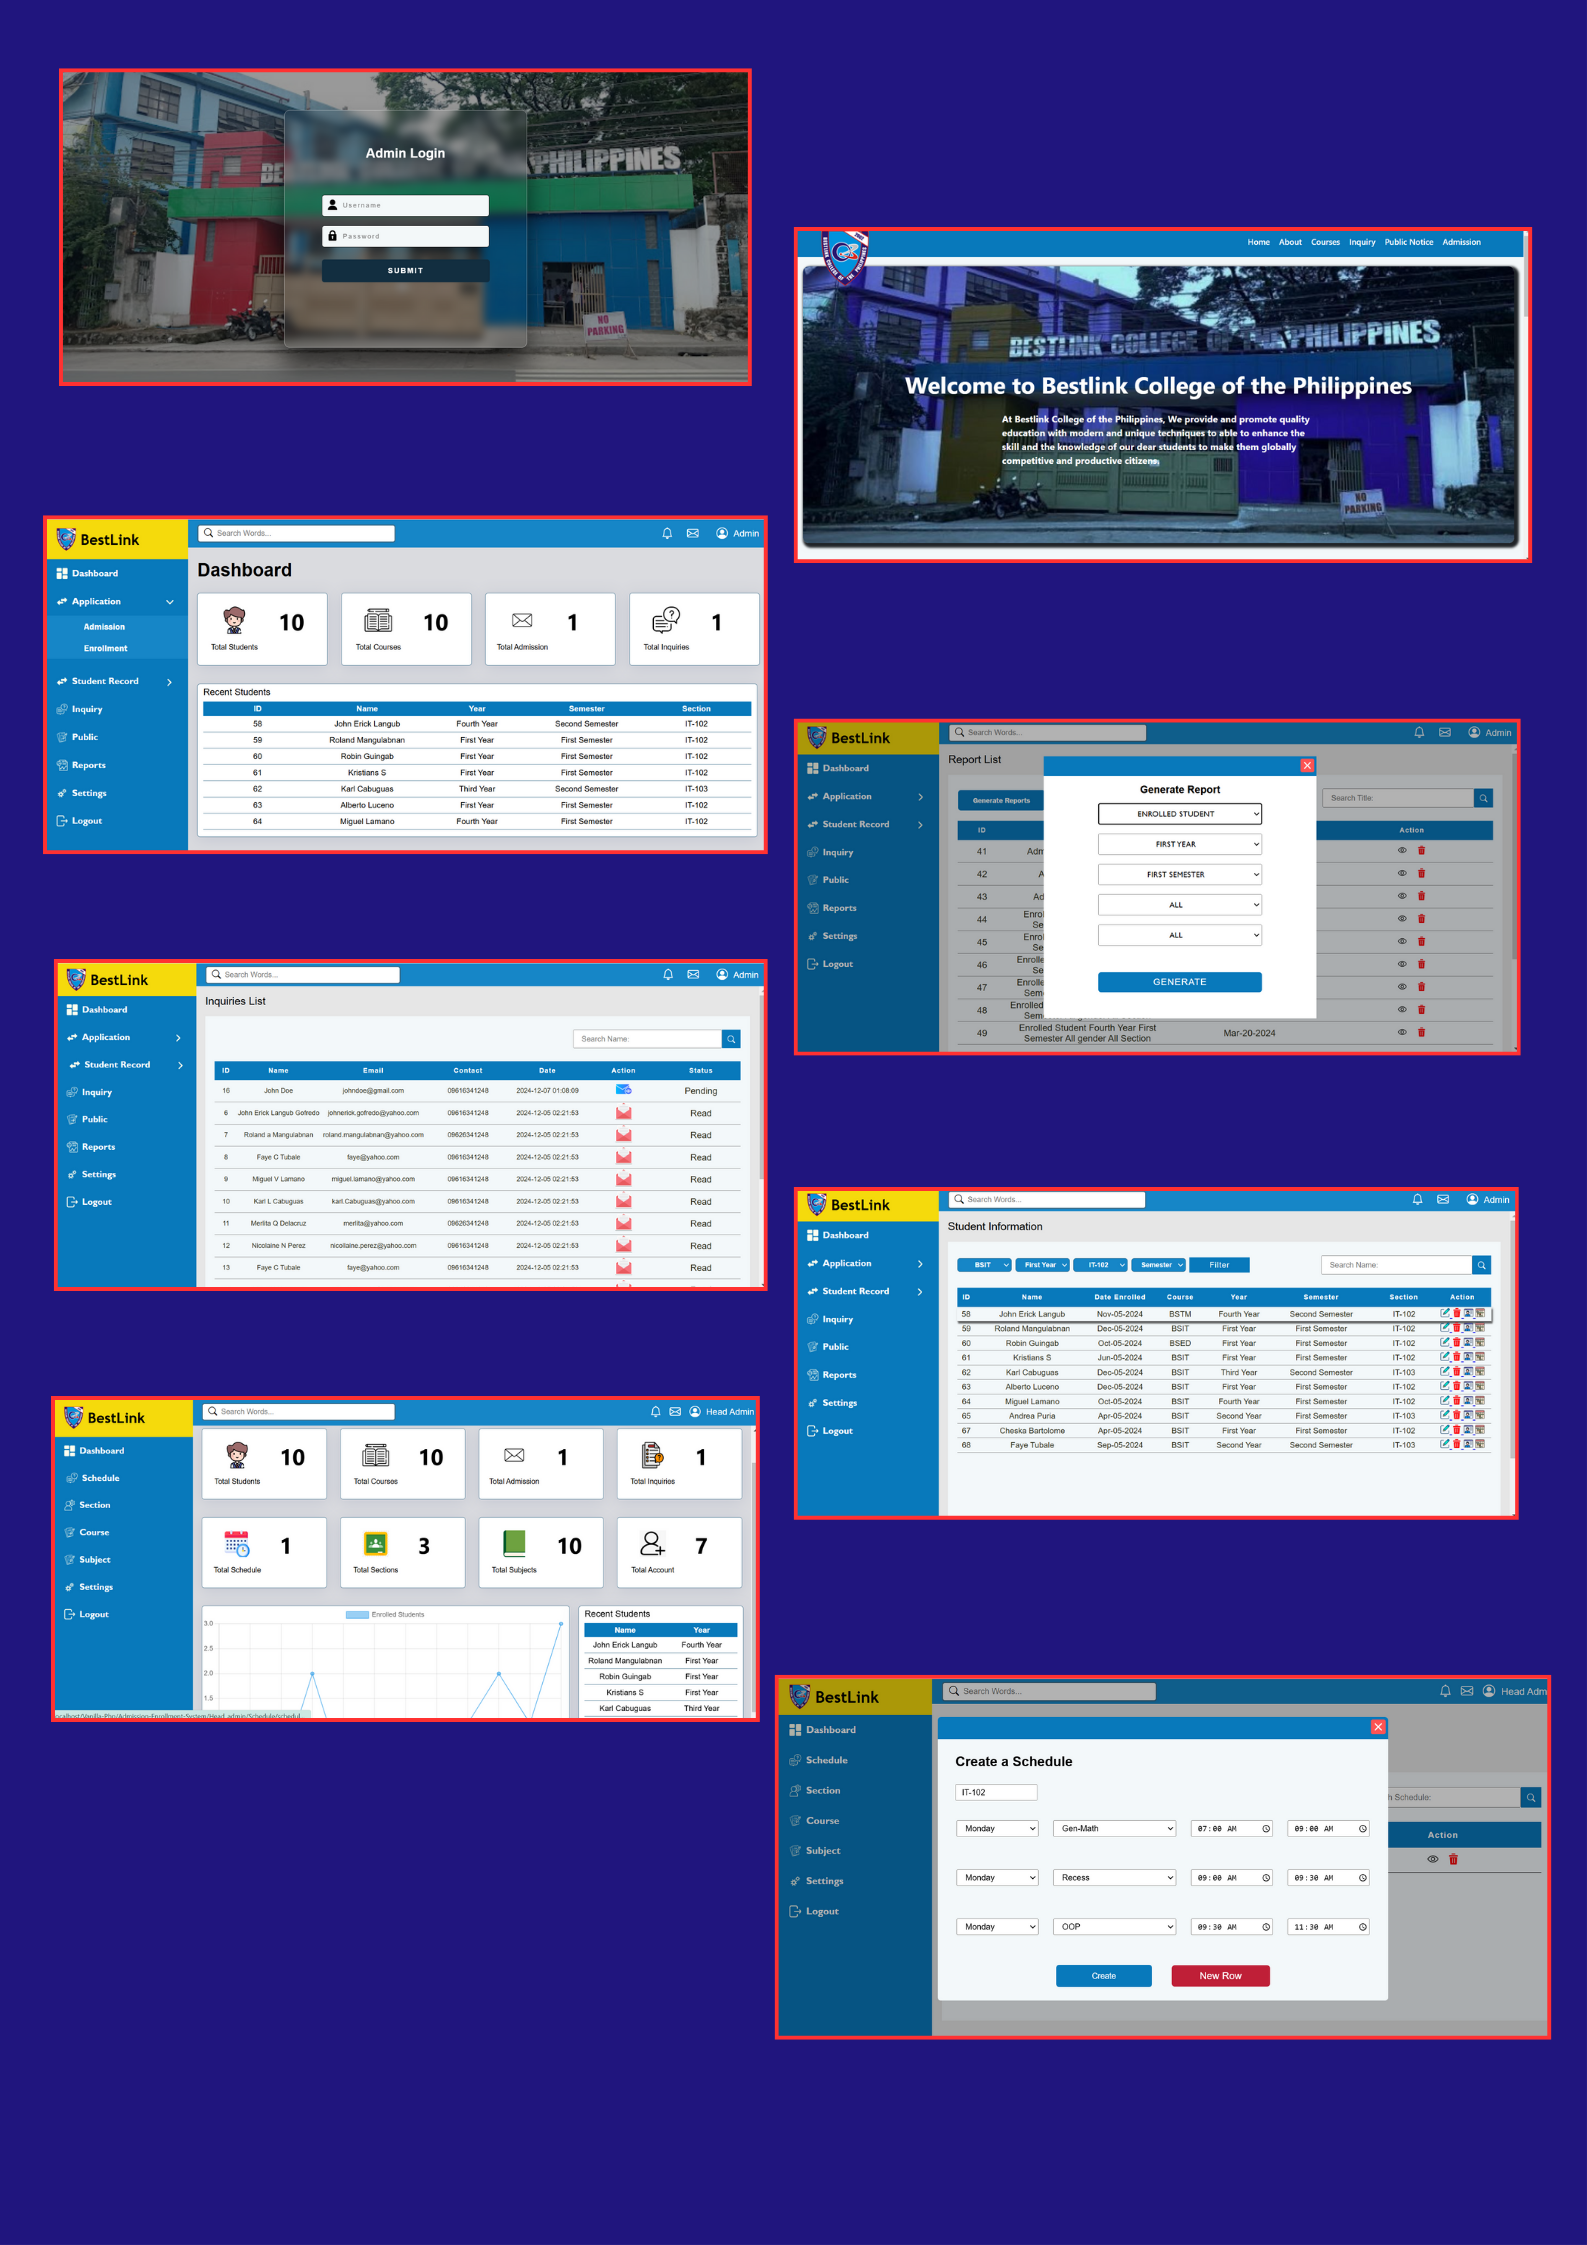 BE
PHILIPPINES
Admin Login
Username
Password
SUBMIT
NO
PARKING
Home About Courses Inquiry Public Notice Admission
BESTLINK COLLEGE OF THE PHILIPPINES
Welcome to Bestlink College of the Philippines
At Bestlink College of the Philippines, We provide and promote quality
education with modern and unique techniques to able to enhance the
skill and the knowledge of our dear students to make them globally
competitive and productive citizens.
NO
PARKING
BestLink
Search Words...
Admin
Dashboard
Application
Admission
Enrollment
Student Record
Inquiry
Public
Reports
Settings
Logout
Dashboard
10 Total Students
10 Total Courses
1 Total Admission
1 Total Inquiries
Recent Students
ID Name Year Semester Section
58 John Erick Langub Fourth Year Second Semester IT-102
59 Roland Mangulabnan First Year First Semester IT-102
60 Robin Guingab First Year First Semester IT-102
61 Kristians S First Year First Semester IT-102
62 Karl Cabuguas Third Year Second Semester IT-103
63 Alberto Luceno First Year First Semester IT-102
64 Miguel Lamano Fourth Year First Semester IT-102
BestLink
Search Words...
Admin
Dashboard
Application
Student Record
Inquiry
Public
Reports
Settings
Logout
Report List
Generate Reports
Search Title:
ID Action
41 Adm
42 A
43 Ad
44 Enrol
Se
45 Enrol
Se
46 Enrolle
Se
47 Enrolle
Sem
48 Enrolled
Sem
49 Enrolled Student Fourth Year First
Semester All gender All Section
Mar-20-2024
Generate Report
ENROLLED STUDENT
FIRST YEAR
FIRST SEMESTER
ALL
ALL
GENERATE
BestLink
Search Words...
Admin
Dashboard
Application
Student Record
Inquiry
Public
Reports
Settings
Logout
Inquiries List
Search Name:
ID Name Email Contact Date Action Status
16 John Doe johndoe@gmail.com 09616341248 2024-12-07 01:08:09 Pending
6 John Erick Langub Gofredo johnerick.gofredo@yahoo.com 09616341248 2024-12-05 02:21:53 Read
7 Roland a Mangulabnan roland.mangulabnan@yahoo.com 09626341248 2024-12-05 02:21:53 Read
8 Faye C Tubale faye@yahoo.com 09616341248 2024-12-05 02:21:53 Read
9 Miguel V Lamano miguel.lamano@yahoo.com 09616341248 2024-12-05 02:21:53 Read
10 Karl L Cabuguas karl.Cabuguas@yahoo.com 09616341248 2024-12-05 02:21:53 Read
11 Merlita Q Delacruz merlita@yahoo.com 09626341248 2024-12-05 02:21:53 Read
12 Nicolaine N Perez nicollaine.perez@yahoo.com 09616341248 2024-12-05 02:21:53 Read
13 Faye C Tubale faye@yahoo.com 09616341248 2024-12-05 02:21:53 Read
BestLink
Search Words...
Admin
Dashboard
Application
Student Record
Inquiry
Public
Reports
Settings
Logout
Student Information
BSIT First Year IT-102 Semester Filter
Search Name:
ID Name Date Enrolled Course Year Semester Section Action
58 John Erick Langub Nov-05-2024 BSTM Fourth Year Second Semester IT-102
59 Roland Mangulabnan Dec-05-2024 BSIT First Year First Semester IT-102
60 Robin Guingab Oct-05-2024 BSED First Year First Semester IT-102
61 Kristians S Jun-05-2024 BSIT First Year First Semester IT-102
62 Karl Cabuguas Dec-05-2024 BSIT Third Year Second Semester IT-103
63 Alberto Luceno Dec-05-2024 BSIT First Year First Semester IT-102
64 Miguel Lamano Oct-05-2024 BSIT Fourth Year First Semester IT-102
65 Andrea Puria Apr-05-2024 BSIT Second Year First Semester IT-103
67 Cheska Bartolome Apr-05-2024 BSIT First Year First Semester IT-102
68 Faye Tubale Sep-05-2024 BSIT Second Year Second Semester IT-103
BestLink
Search Words...
Head Admin
Dashboard
Schedule
Section
Course
Subject
Settings
Logout
10 Total Students
10 Total Courses
1 Total Admission
1 Total Inquiries
1 Total Schedule
3 Total Sections
10 Total Subjects
7 Total Account
Enrolled Students
3.0
2.5
2.0
1.5
Recent Students
Name Year
John Erick Langub Fourth Year
Roland Mangulabnan First Year
Robin Guingab First Year
Kristians S First Year
Karl Cabuguas Third Year
ocalhost/Vanilla-Php/Admission-Enrollment-System/Head_admin/Schedule/schedul
BestLink
Search Words...
Head Adm
Dashboard
Schedule
Section
Course
Subject
Settings
Logout
h Schedule:
Action
Create a Schedule
IT-102
Monday Gen-Math 07:00 AM 09:00 AM
Monday Recess 09:00 AM 09:30 AM
Monday OOP 09:30 AM 11:30 AM
Create New Row